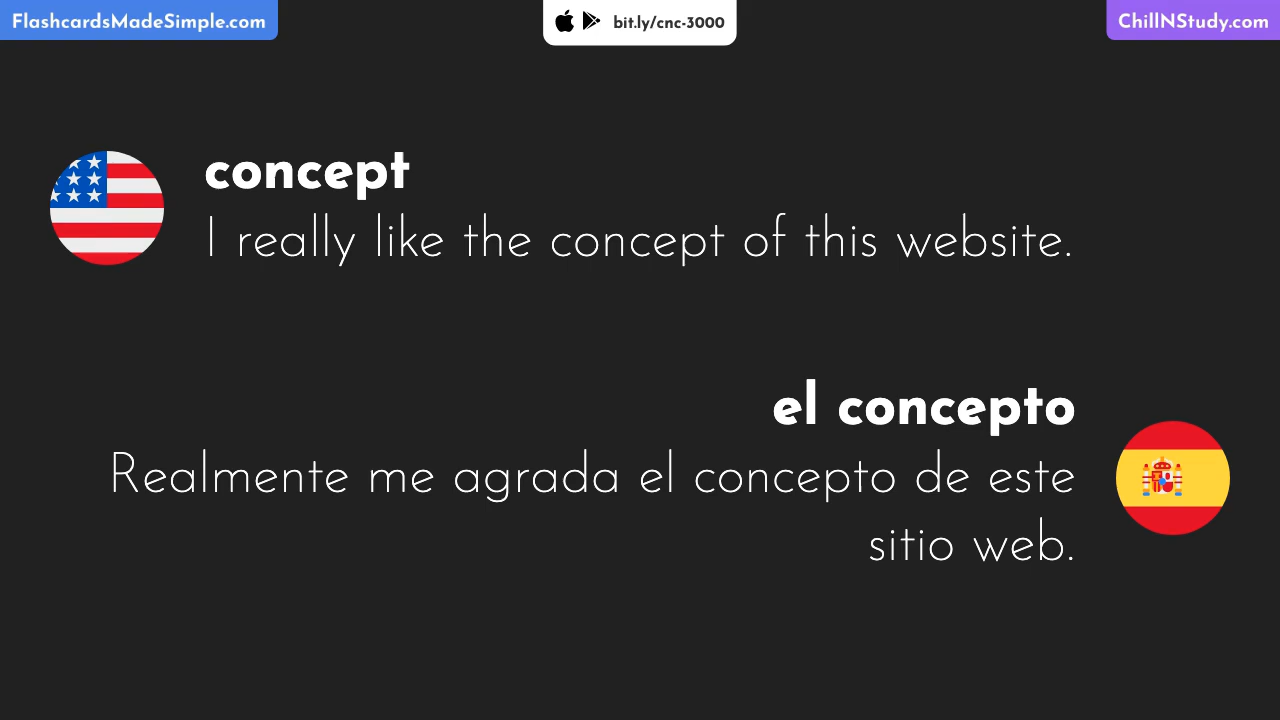 FlashcardsMadeSimple.com
bit.ly/cnc-3000
ChillNStudy.com
concept
I really like the concept of this website.
el concepto
Realmente me agrada el concepto de este
sitio web.